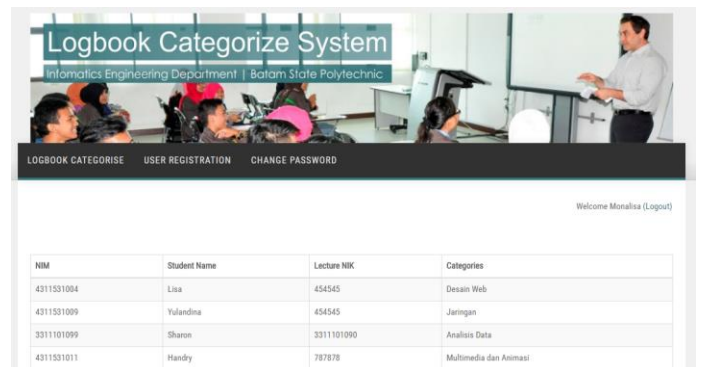 Logbook Categorize System
Infomatics Engineering Department | Batam State Polytechnic
LOGBOOK CATEGORISE USER REGISTRATION CHANGE PASSWORD
Welcome Monalisa (Logout)
NIM Student Name Lecture NIK Categories
4311531004 Lisa 454545 Desain Web
4311531009 Yulandina 454545 Jaringan
3311101099 Sharon 3311101090 Analisis Data
4311531011 Handry 787878 Multimedia dan Animasi